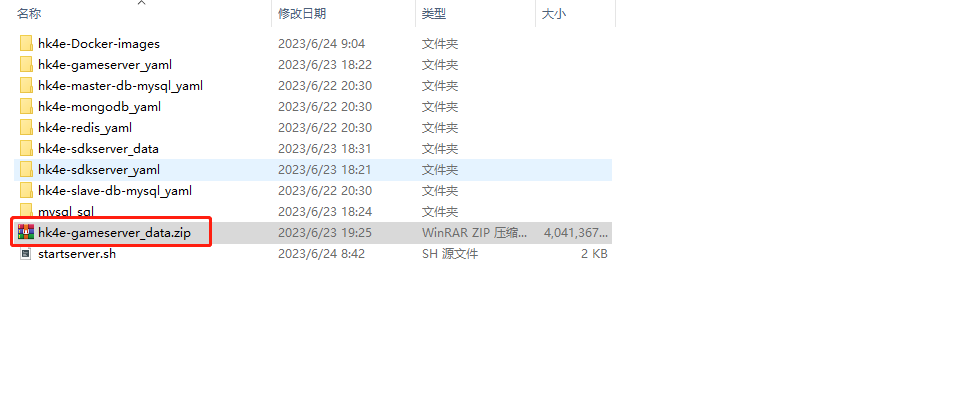 名称 修改日期 类型 大小
hk4e-Docker-images 2023/6/24 9:04 文件夹
hk4e-gameserver_yaml 2023/6/23 18:22 文件夹
hk4e-master-db-mysql_yaml 2023/6/22 20:30 文件夹
hk4e-mongodb_yaml 2023/6/22 20:30 文件夹
hk4e-redis_yaml 2023/6/22 20:30 文件夹
hk4e-sdkserver_data 2023/6/23 18:31 文件夹
hk4e-sdkserver_yaml 2023/6/23 18:21 文件夹
hk4e-slave-db-mysql_yaml 2023/6/22 20:30 文件夹
mysql_sql 2023/6/23 18:24 文件夹
hk4e-gameserver_data.zip 2023/6/23 19:25 WinRAR ZIP 压缩... 4,041,367...
startserver.sh 2023/6/24 8:42 SH 源文件 2 KB